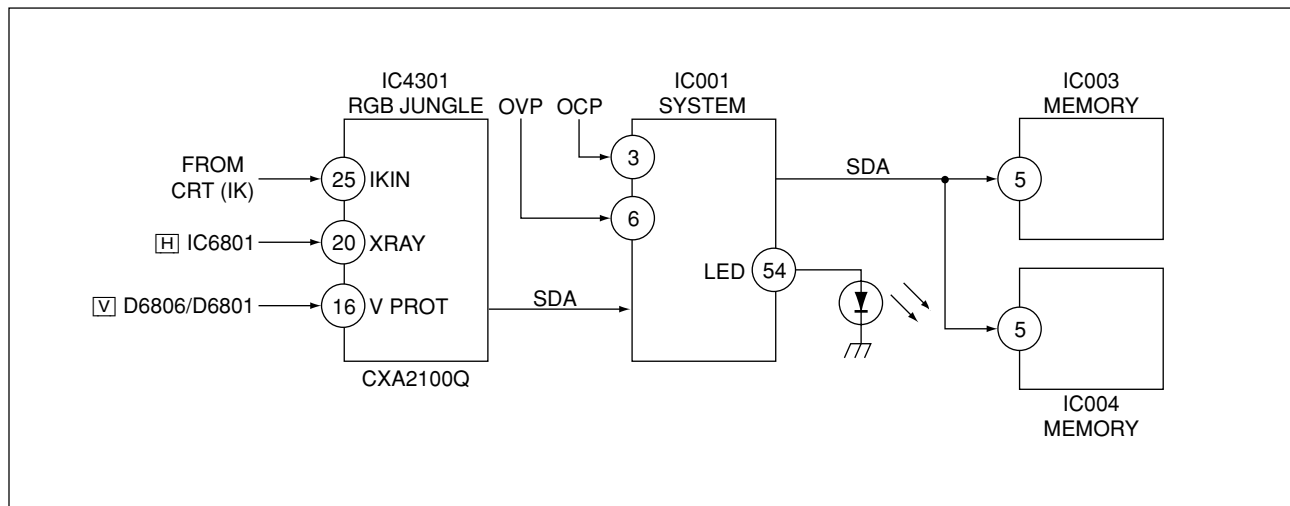 IC4301
RGB JUNGLE
OVP
OCP
IC001
SYSTEM
IC003
MEMORY
FROM
CRT (IK)
25 IKIN
H IC6801
20 XRAY
V D6806/D6801
16 V PROT
SDA
CXA2100Q
3
6
LED 54
SDA
5
5
IC004
MEMORY